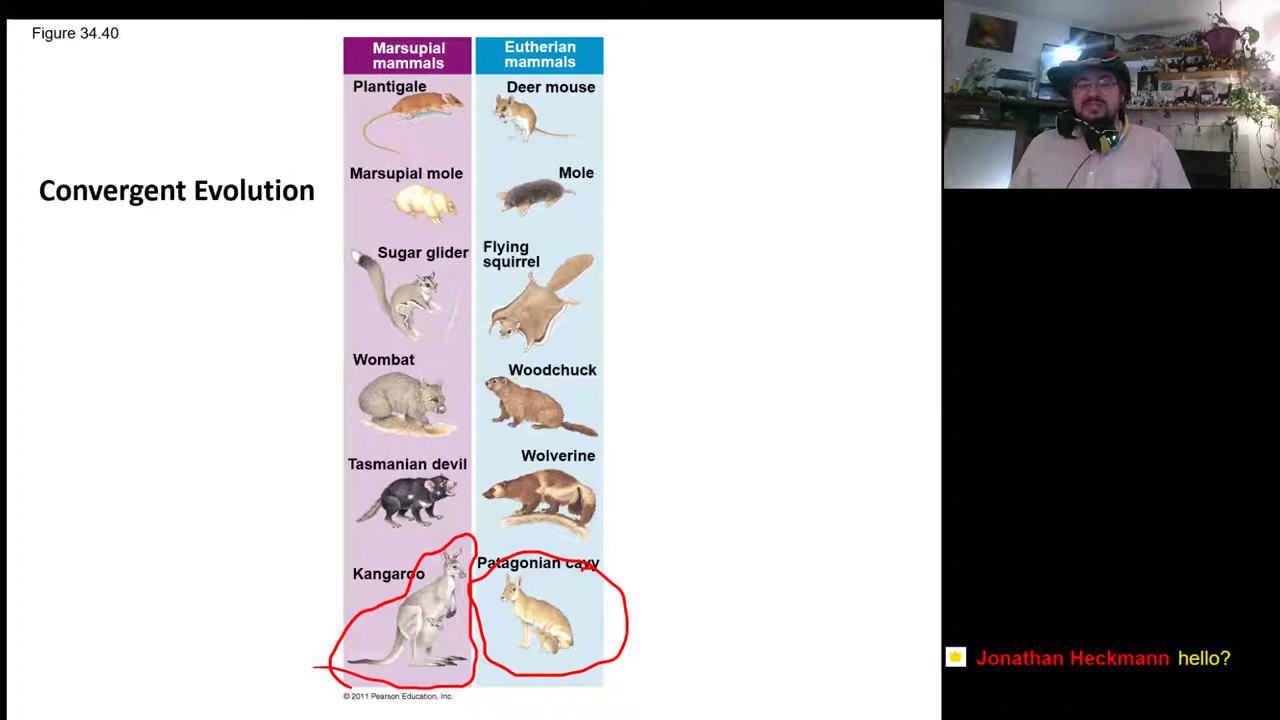 Figure 34.40
Marsupial
mammals
Eutherian
mammals
Plantigale
Deer mouse
Convergent Evolution
Marsupial mole
Mole
Sugar glider
Flying
squirrel
Wombat
Woodchuck
Tasmanian devil
Wolverine
Kangaroo
Patagonian cavy
© 2011 Pearson Education, Inc.
Jonathan Heckmann hello?